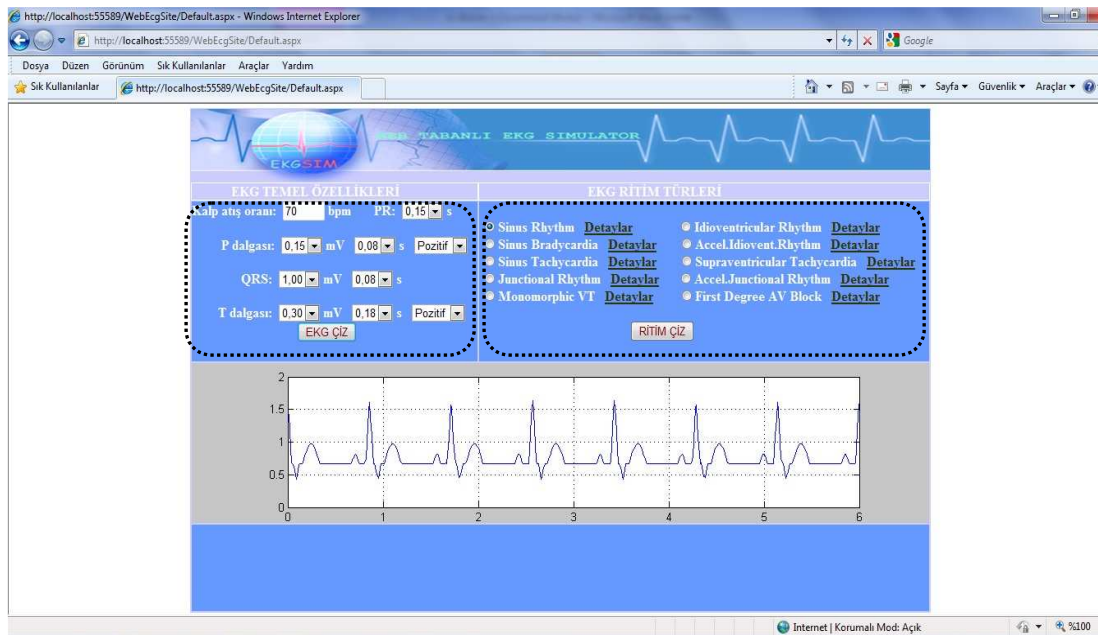 http://localhost:55589/WebEcgSite/Default.aspx - Windows Internet Explorer
http://localhost:55589/WebEcgSite/Default.aspx
Google
Dosya Düzen Görünüm Sık Kullanılanlar Araçlar Yardım
Sık Kullanılanlar http://localhost:55589/WebEcgSite/Default.aspx Sayfa Güvenlik Araçlar
WEB TABANLI EKG SIMULATOR
EKGSIM
EKG TEMEL ÖZELLİKLERİ
Kalp atış oranı: 70 bpm PR: 0,15 s
P dalgası: 0,15 mV 0,08 s Pozitif
QRS: 1,00 mV 0,08 s
T dalgası: 0,30 mV 0,18 s Pozitif
EKG ÇİZ
EKG RİTİM TÜRLERİ
Sinus Rhythm Detaylar Idioventricular Rhythm Detaylar
Sinus Bradycardia Detaylar Accel.Idiovent.Rhythm Detaylar
Sinus Tachycardia Detaylar Supraventricular Tachycardia Detaylar
Junctional Rhythm Detaylar Accel.Junctional Rhythm Detaylar
Monomorphic VT Detaylar First Degree AV Block Detaylar
RİTİM ÇİZ
2
1.5
1
0.5
0
0 1 2 3 4 5 6
Internet | Korumalı Mod: Açık %100